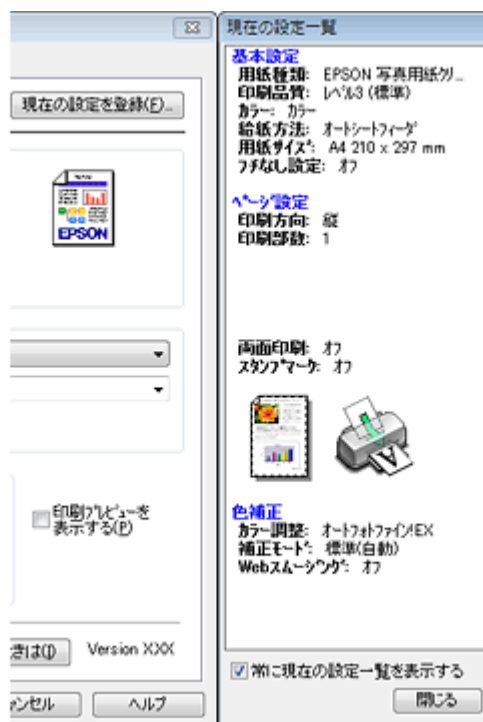 現在の設定を登録(F)...
EPSON
印刷プレビューを
表示する(P)
きは(I)
Version XXX
ャンセル
ヘルプ
現在の設定一覧
基本設定
用紙種類: EPSON 写真用紙クリ...
印刷品質: レベル3 (標準)
カラー: カラー
給紙方法: オートシートフィーダ
用紙サイズ: A4 210 x 297 mm
フチなし設定: オフ
ページ設定
印刷方向: 縦
印刷部数: 1
両面印刷: オフ
スタンプマーク: オフ
色補正
カラー調整: オートフォトファイン!EX
補正モード: 標準(自動)
Webスムージング: オフ
常に現在の設定一覧を表示する
閉じる